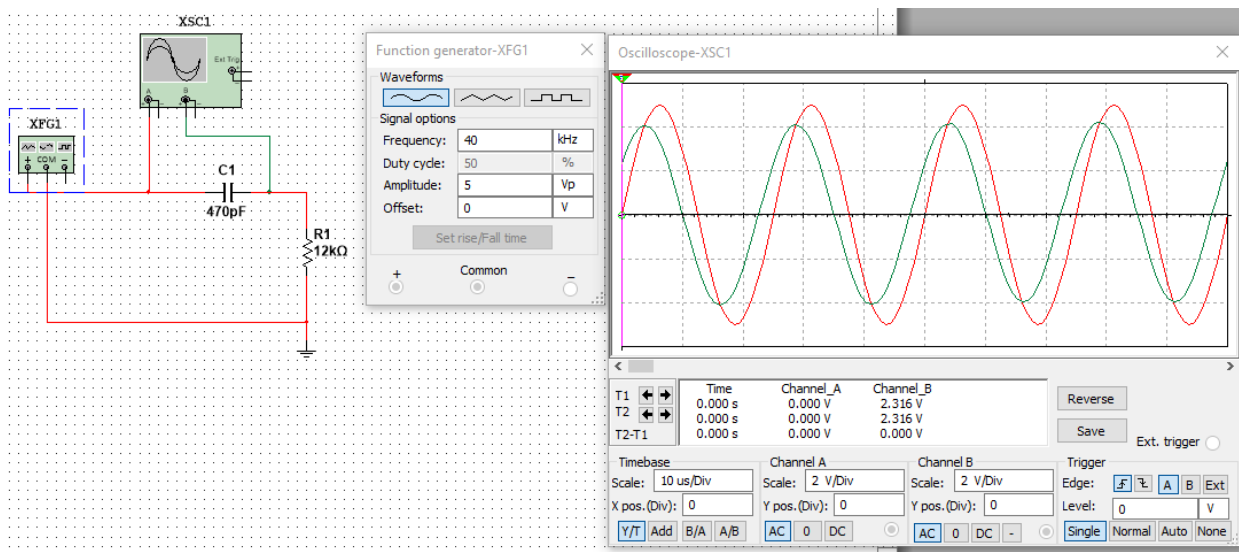 XSC1
Ext Trig
+
A B
+ - + -
XFG1
+ COM -
C1
470pF
R1
12kΩ
Function generator-XFG1
Waveforms
Signal options
Frequency: 40 kHz
Duty cycle: 50 %
Amplitude: 5 Vp
Offset: 0 V
Set rise/Fall time
+ Common -
Oscilloscope-XSC1
Time Channel_A Channel_B
T1 0.000 s 0.000 V 2.316 V
T2 0.000 s 0.000 V 2.316 V
T2-T1 0.000 s 0.000 V 0.000 V
Reverse
Save
Ext. trigger
Timebase
Scale: 10 us/Div
X pos.(Div): 0
Y/T Add B/A A/B
Channel A
Scale: 2 V/Div
Y pos.(Div): 0
AC 0 DC
Channel B
Scale: 2 V/Div
Y pos.(Div): 0
AC 0 DC -
Trigger
Edge: A B Ext
Level: 0 V
Single Normal Auto None